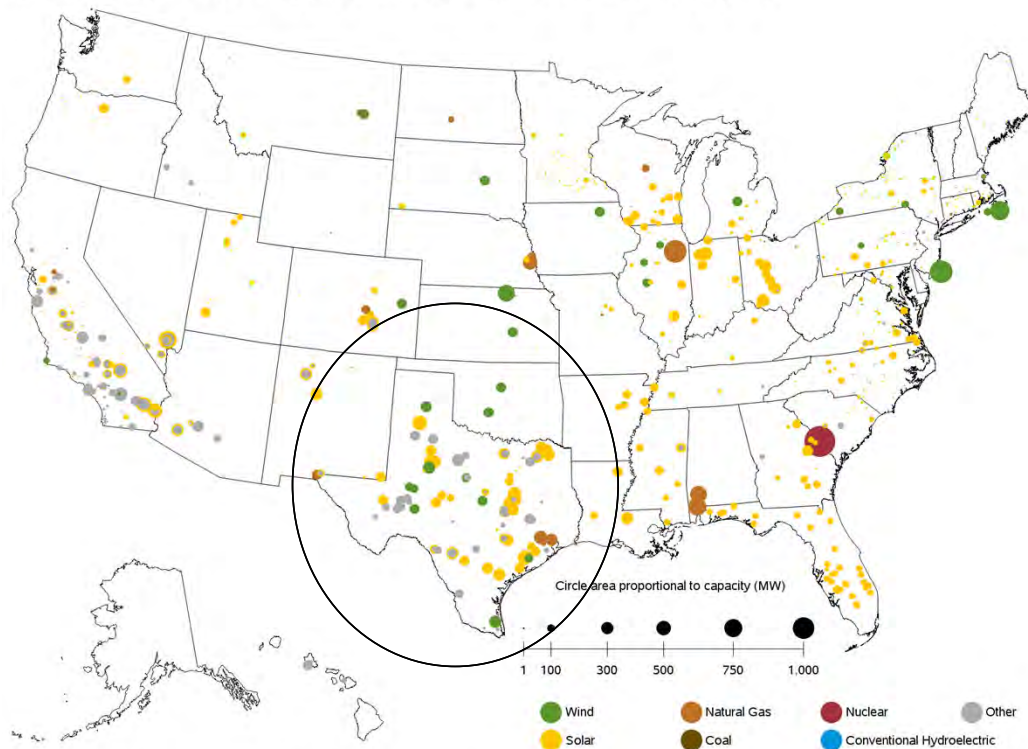 Circle area proportional to capacity (MW)
1 100 300 500 750 1.000
Wind Natural Gas Nuclear Other
Solar Coal Conventional Hydroelectric